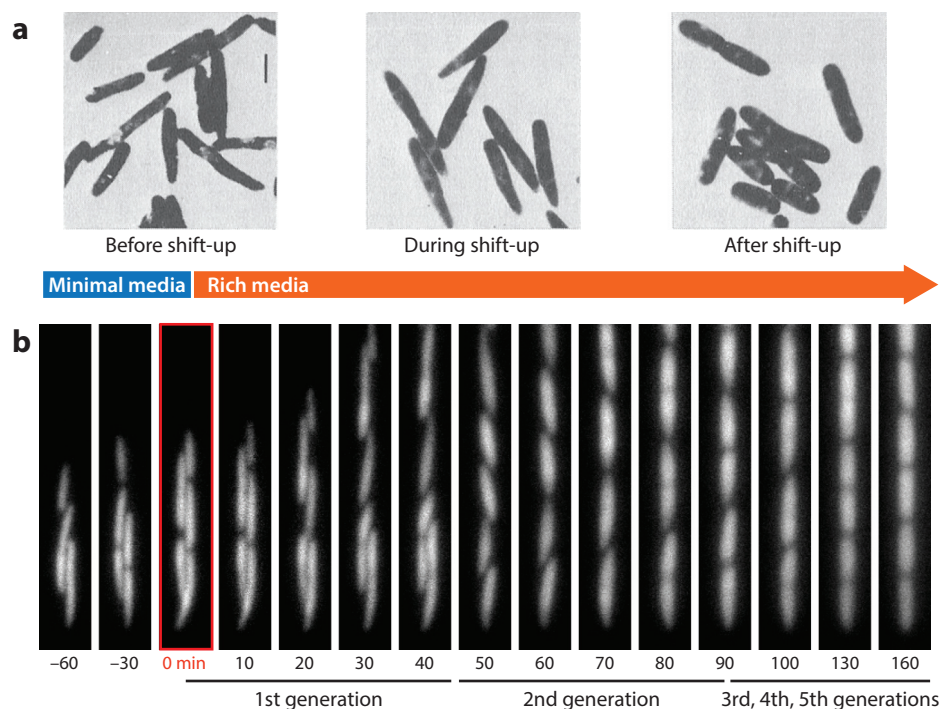 a
Before shift-up
During shift-up
After shift-up
Minimal media
Rich media
b
–60 –30 0 min 10 20 30 40 50 60 70 80 90 100 130 160
1st generation 2nd generation 3rd, 4th, 5th generations